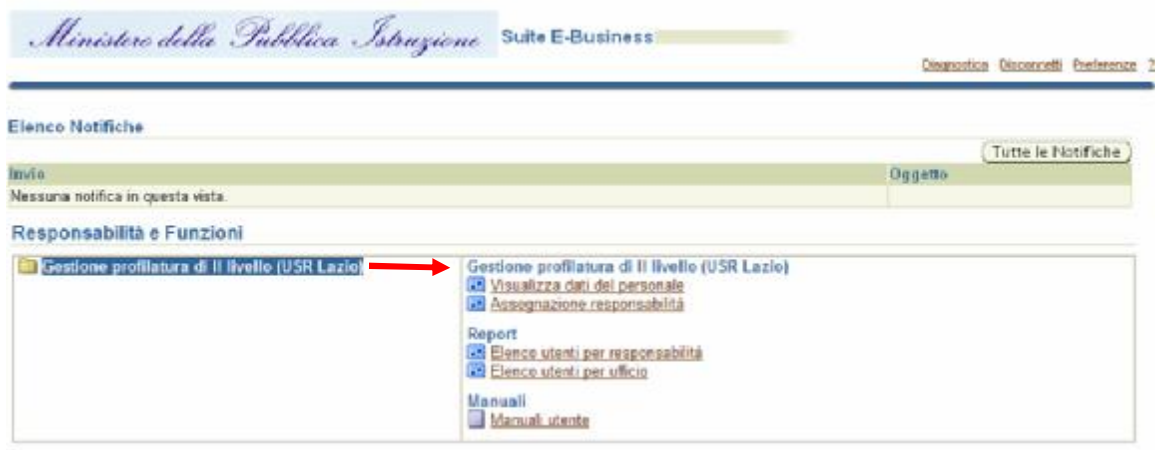 Ministero della Pubblica Istruzione Suite E-Business
Diagnostica Disconnetti Preferenze ?
Elenco Notifiche
Tutte le Notifiche
Invio Oggetto
Nessuna notifica in questa vista.
Responsabilità e Funzioni
Gestione profilatura di II livello (USR Lazio) Gestione profilatura di II livello (USR Lazio)
Visualizza dati del personale
Assegnazione responsabilità
Report
Elenco utenti per responsabilità
Elenco utenti per ufficio
Manuali
Manuali utente